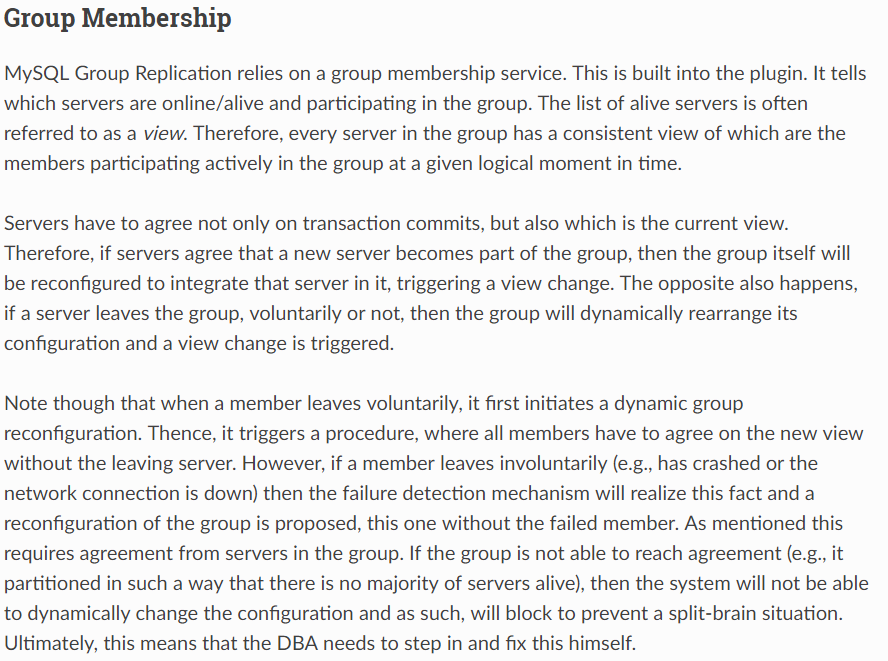 Group Membership
MySQL Group Replication relies on a group membership service. This is built into the plugin. It tells
which servers are online/alive and participating in the group. The list of alive servers is often
referred to as a view. Therefore, every server in the group has a consistent view of which are the
members participating actively in the group at a given logical moment in time.
Servers have to agree not only on transaction commits, but also which is the current view.
Therefore, if servers agree that a new server becomes part of the group, then the group itself will
be reconfigured to integrate that server in it, triggering a view change. The opposite also happens,
if a server leaves the group, voluntarily or not, then the group will dynamically rearrange its
configuration and a view change is triggered.
Note though that when a member leaves voluntarily, it first initiates a dynamic group
reconfiguration. Thence, it triggers a procedure, where all members have to agree on the new view
without the leaving server. However, if a member leaves involuntarily (e.g., has crashed or the
network connection is down) then the failure detection mechanism will realize this fact and a
reconfiguration of the group is proposed, this one without the failed member. As mentioned this
requires agreement from servers in the group. If the group is not able to reach agreement (e.g., it
partitioned in such a way that there is no majority of servers alive), then the system will not be able
to dynamically change the configuration and as such, will block to prevent a split-brain situation.
Ultimately, this means that the DBA needs to step in and fix this himself.